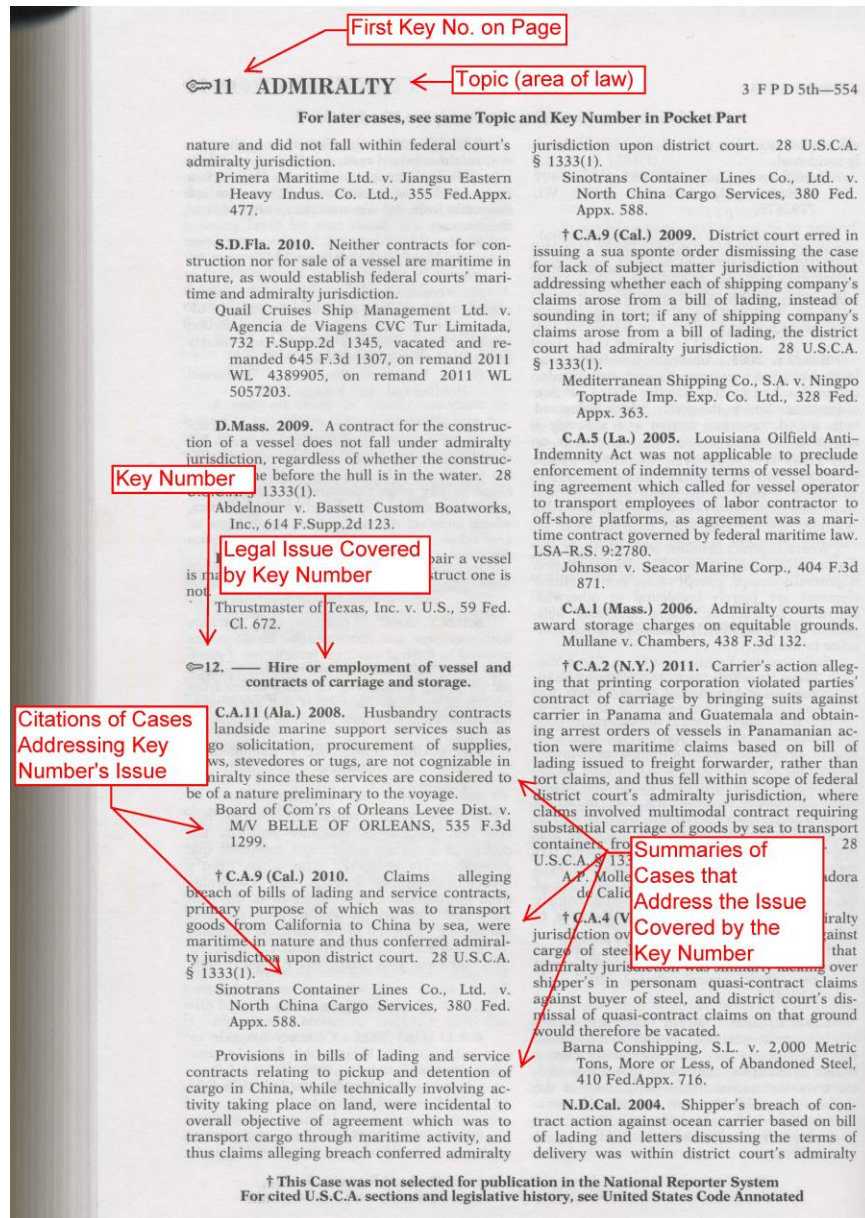 First Key No. on Page
11 ADMIRALTY
Topic (area of law)
3 F P D 5th—554
For later cases, see same Topic and Key Number in Pocket Part
nature and did not fall within federal court's
admiralty jurisdiction.
Primera Maritime Ltd. v. Jiangsu Eastern
Heavy Indus. Co. Ltd., 355 Fed.Appx.
477.
S.D.Fla. 2010. Neither contracts for con-
struction nor for sale of a vessel are maritime in
nature, as would establish federal courts' mari-
time and admiralty jurisdiction.
Quail Cruises Ship Management Ltd. v.
Agencia de Viagens CVC Tur Limitada,
732 F.Supp.2d 1345, vacated and re-
manded 645 F.3d 1307, on remand 2011
WL 4389905, on remand 2011 WL
5057203.
D.Mass. 2009. A contract for the construc-
tion of a vessel does not fall under admiralty
jurisdiction, regardless of whether the construc-
Key Number
ne before the hull is in the water. 28
§ 1333(1).
Abdelnour v. Bassett Custom Boatworks,
Inc., 614 F.Supp.2d 123.
Legal Issue Covered
by Key Number
pair a vessel
is ma
struct one is
not.
Thrustmaster of Texas, Inc. v. U.S., 59 Fed.
Cl. 672.
12. —— Hire or employment of vessel and
contracts of carriage and storage.
Citations of Cases
Addressing Key
Number's Issue
C.A.11 (Ala.) 2008. Husbandry contracts
landside marine support services such as
go solicitation, procurement of supplies,
ws, stevedores or tugs, are not cognizable in
miralty since these services are considered to
be of a nature preliminary to the voyage.
Board of Com'rs of Orleans Levee Dist. v.
M/V BELLE OF ORLEANS, 535 F.3d
1299.
† C.A.9 (Cal.) 2010. Claims alleging
breach of bills of lading and service contracts,
primary purpose of which was to transport
goods from California to China by sea, were
maritime in nature and thus conferred admiral-
ty jurisdiction upon district court. 28 U.S.C.A.
§ 1333(1).
Sinotrans Container Lines Co., Ltd. v.
North China Cargo Services, 380 Fed.
Appx. 588.
Provisions in bills of lading and service
contracts relating to pickup and detention of
cargo in China, while technically involving ac-
tivity taking place on land, were incidental to
overall objective of agreement which was to
transport cargo through maritime activity, and
thus claims alleging breach conferred admiralty
jurisdiction upon district court. 28 U.S.C.A.
§ 1333(1).
Sinotrans Container Lines Co., Ltd. v.
North China Cargo Services, 380 Fed.
Appx. 588.
† C.A.9 (Cal.) 2009. District court erred in
issuing a sua sponte order dismissing the case
for lack of subject matter jurisdiction without
addressing whether each of shipping company's
claims arose from a bill of lading, instead of
sounding in tort; if any of shipping company's
claims arose from a bill of lading, the district
court had admiralty jurisdiction. 28 U.S.C.A.
§ 1333(1).
Mediterranean Shipping Co., S.A. v. Ningpo
Toptrade Imp. Exp. Co. Ltd., 328 Fed.
Appx. 363.
C.A.5 (La.) 2005. Louisiana Oilfield Anti–
Indemnity Act was not applicable to preclude
enforcement of indemnity terms of vessel board-
ing agreement which called for vessel operator
to transport employees of labor contractor to
off-shore platforms, as agreement was a mari-
time contract governed by federal maritime law.
LSA–R.S. 9:2780.
Johnson v. Seacor Marine Corp., 404 F.3d
871.
C.A.1 (Mass.) 2006. Admiralty courts may
award storage charges on equitable grounds.
Mullane v. Chambers, 438 F.3d 132.
† C.A.2 (N.Y.) 2011. Carrier's action alleg-
ing that printing corporation violated parties'
contract of carriage by bringing suits against
carrier in Panama and Guatemala and obtain-
ing arrest orders of vessels in Panamanian ac-
tion were maritime claims based on bill of
lading issued to freight forwarder, rather than
tort claims, and thus fell within scope of federal
district court's admiralty jurisdiction, where
claims involved multimodal contract requiring
substantial carriage of goods by sea to transport
containers fro
28
U.S.C.A. § 133
A.P. Molle
adora
de Calid
Summaries of
Cases that
Address the Issue
Covered by the
Key Number
† C.A.4 (V
miralty
jurisdiction ov
gainst
cargo of steel
that
admiralty jurisdiction was similarly lacking over
shipper's in personam quasi-contract claims
against buyer of steel, and district court's dis-
missal of quasi-contract claims on that ground
would therefore be vacated.
Barna Conshipping, S.L. v. 2,000 Metric
Tons, More or Less, of Abandoned Steel,
410 Fed.Appx. 716.
N.D.Cal. 2004. Shipper's breach of con-
tract action against ocean carrier based on bill
of lading and letters discussing the terms of
delivery was within district court's admiralty
† This Case was not selected for publication in the National Reporter System
For cited U.S.C.A. sections and legislative history, see United States Code Annotated